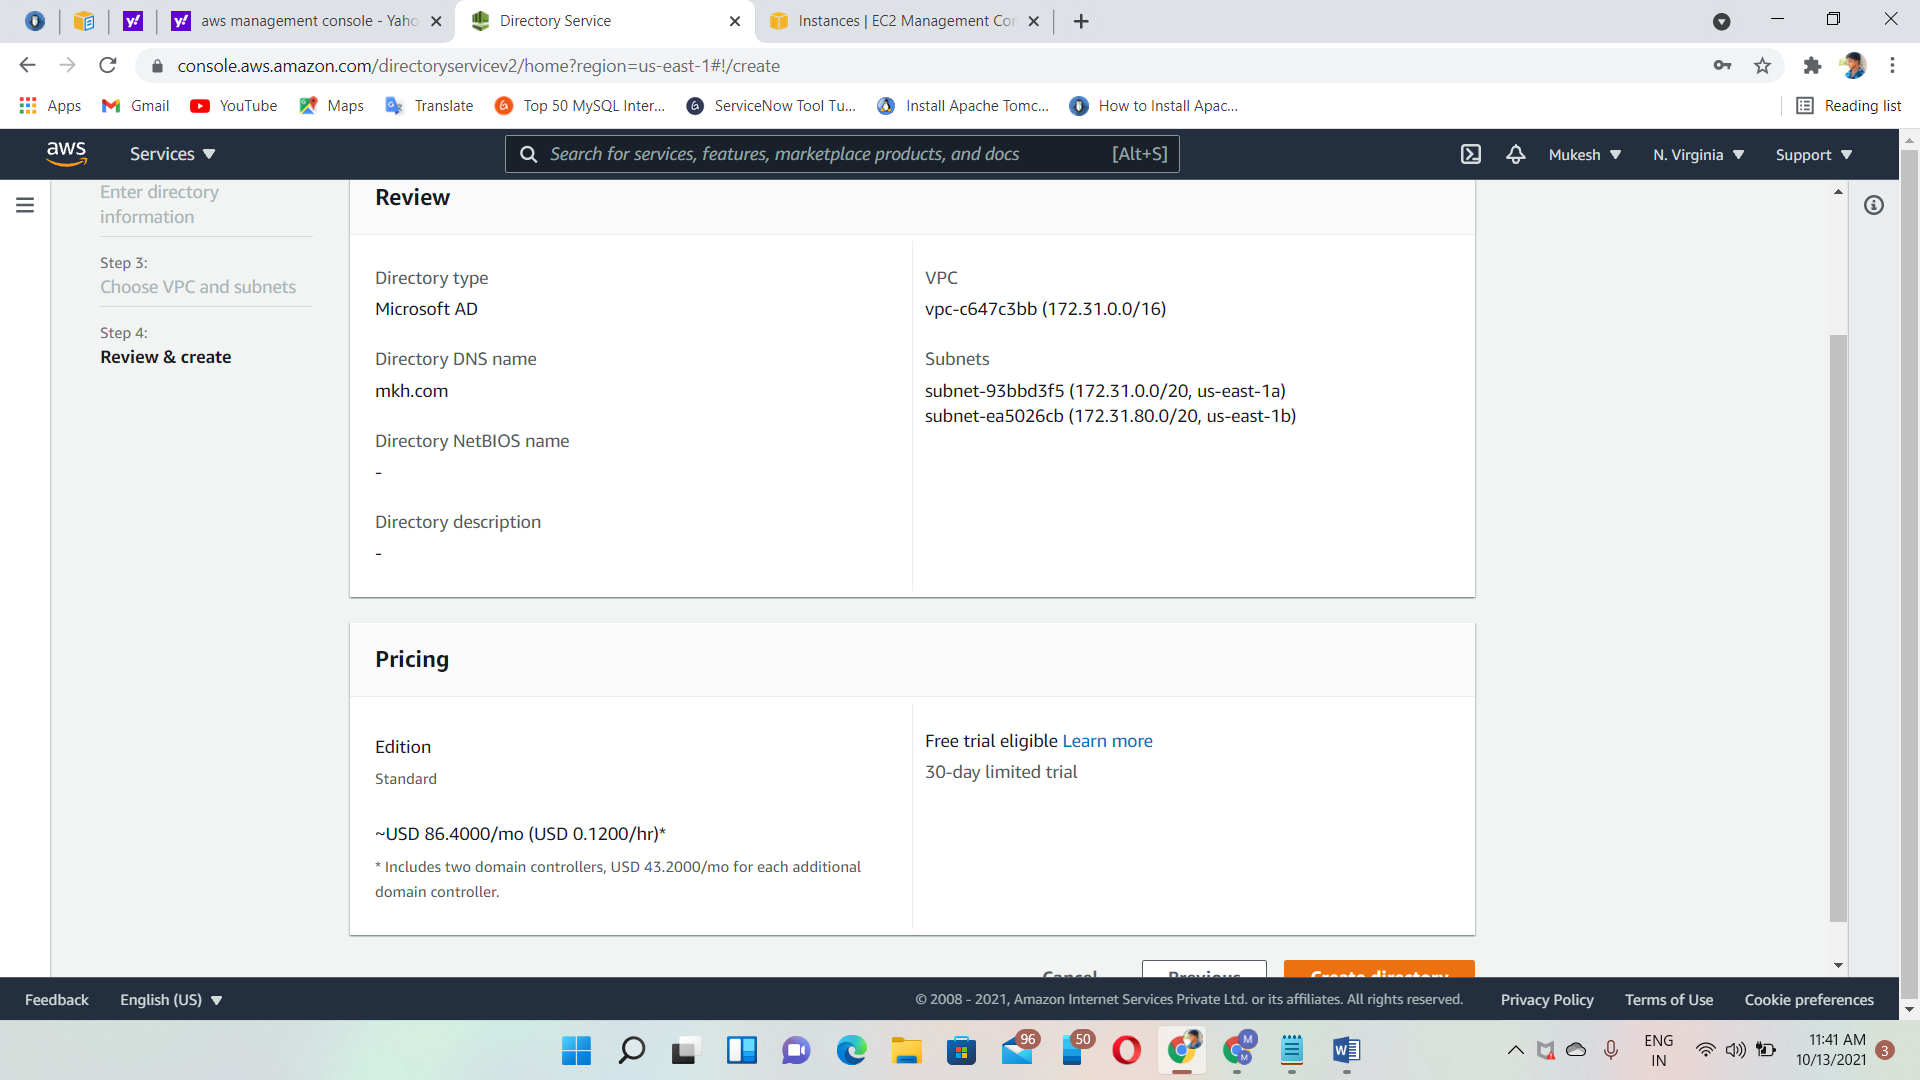 aws management console - Yaho
Directory Service
Instances | EC2 Management Con
console.aws.amazon.com/directoryservicev2/home?region=us-east-1#!/create
Apps
Gmail
YouTube
Maps
Translate
Top 50 MySQL Inter...
ServiceNow Tool Tu...
Install Apache Tomc...
How to Install Apac...
Reading list
aws
Services
Search for services, features, marketplace products, and docs
[Alt+S]
Mukesh
N. Virginia
Support
Enter directory
information
Step 3:
Choose VPC and subnets
Step 4:
Review & create
Review
Directory type
Microsoft AD
Directory DNS name
mkh.com
Directory NetBIOS name
-
Directory description
-
VPC
vpc-c647c3bb (172.31.0.0/16)
Subnets
subnet-93bbd3f5 (172.31.0.0/20, us-east-1a)
subnet-ea5026cb (172.31.80.0/20, us-east-1b)
Pricing
Edition
Standard
~USD 86.4000/mo (USD 0.1200/hr)*
* Includes two domain controllers, USD 43.2000/mo for each additional
domain controller.
Free trial eligible Learn more
30-day limited trial
Cancel
Previous
Create directory
Feedback
English (US)
© 2008 - 2021, Amazon Internet Services Private Ltd. or its affiliates. All rights reserved.
Privacy Policy
Terms of Use
Cookie preferences
96
50
M
M
ENG
IN
11:41 AM
10/13/2021
3